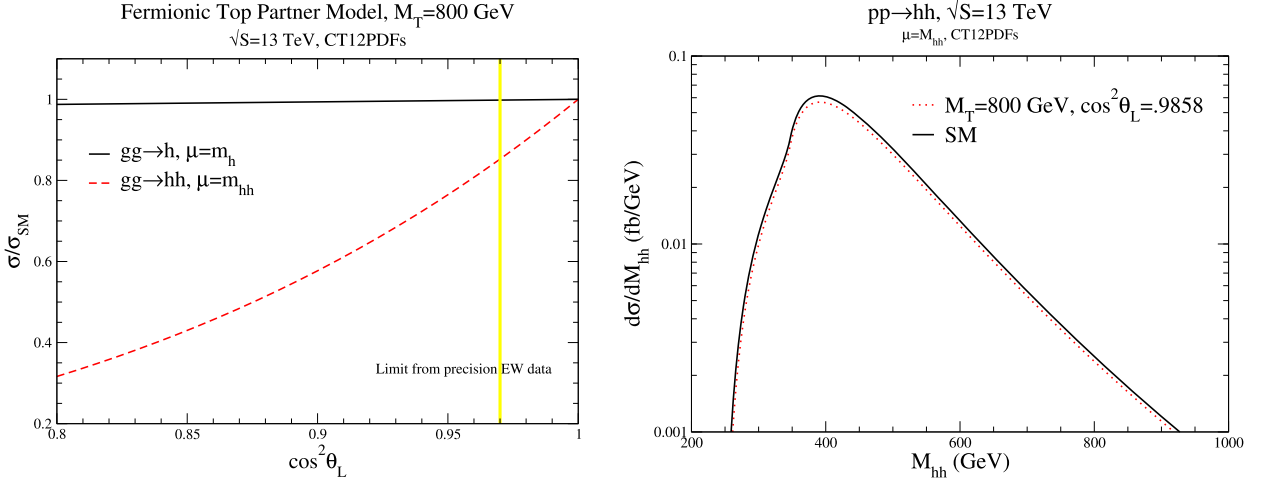 Fermionic Top Partner Model, M_T=800 GeV
√S=13 TeV, CT12PDFs
1
0.8
0.6
0.4
0.2
σ/σ_SM
gg→h, μ=m_h
gg→hh, μ=m_hh
Limit from precision EW data
0.8 0.85 0.9 0.95 1
cos²θ_L
pp→hh, √S=13 TeV
μ=M_hh, CT12PDFs
0.1
0.01
0.001
dσ/dM_hh (fb/GeV)
M_T=800 GeV, cos²θ_L=.9858
SM
200 400 600 800 1000
M_hh (GeV)